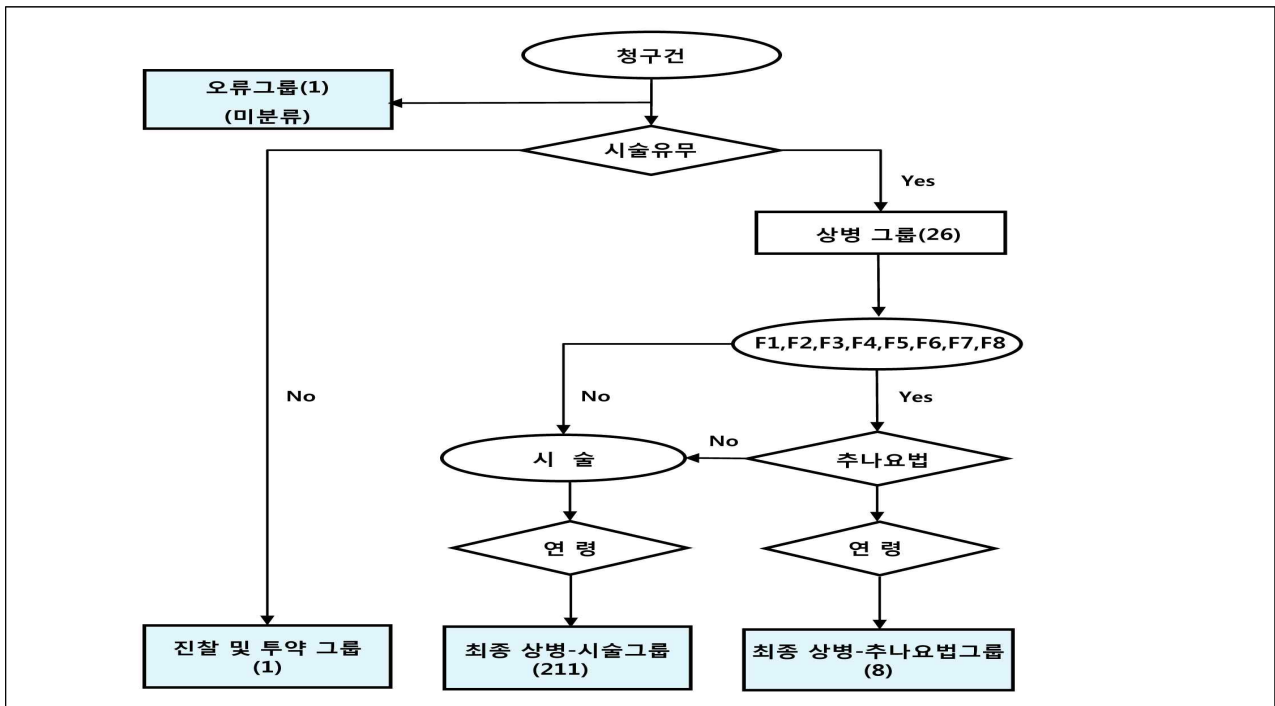 청구건
오류그룹(1)
(미분류)
시술유무
Yes
상병 그룹(26)
F1,F2,F3,F4,F5,F6,F7,F8
No
No
Yes
No
시 술
추나요법
연 령
연 령
진찰 및 투약 그룹
(1)
최종 상병-시술그룹
(211)
최종 상병-추나요법그룹
(8)